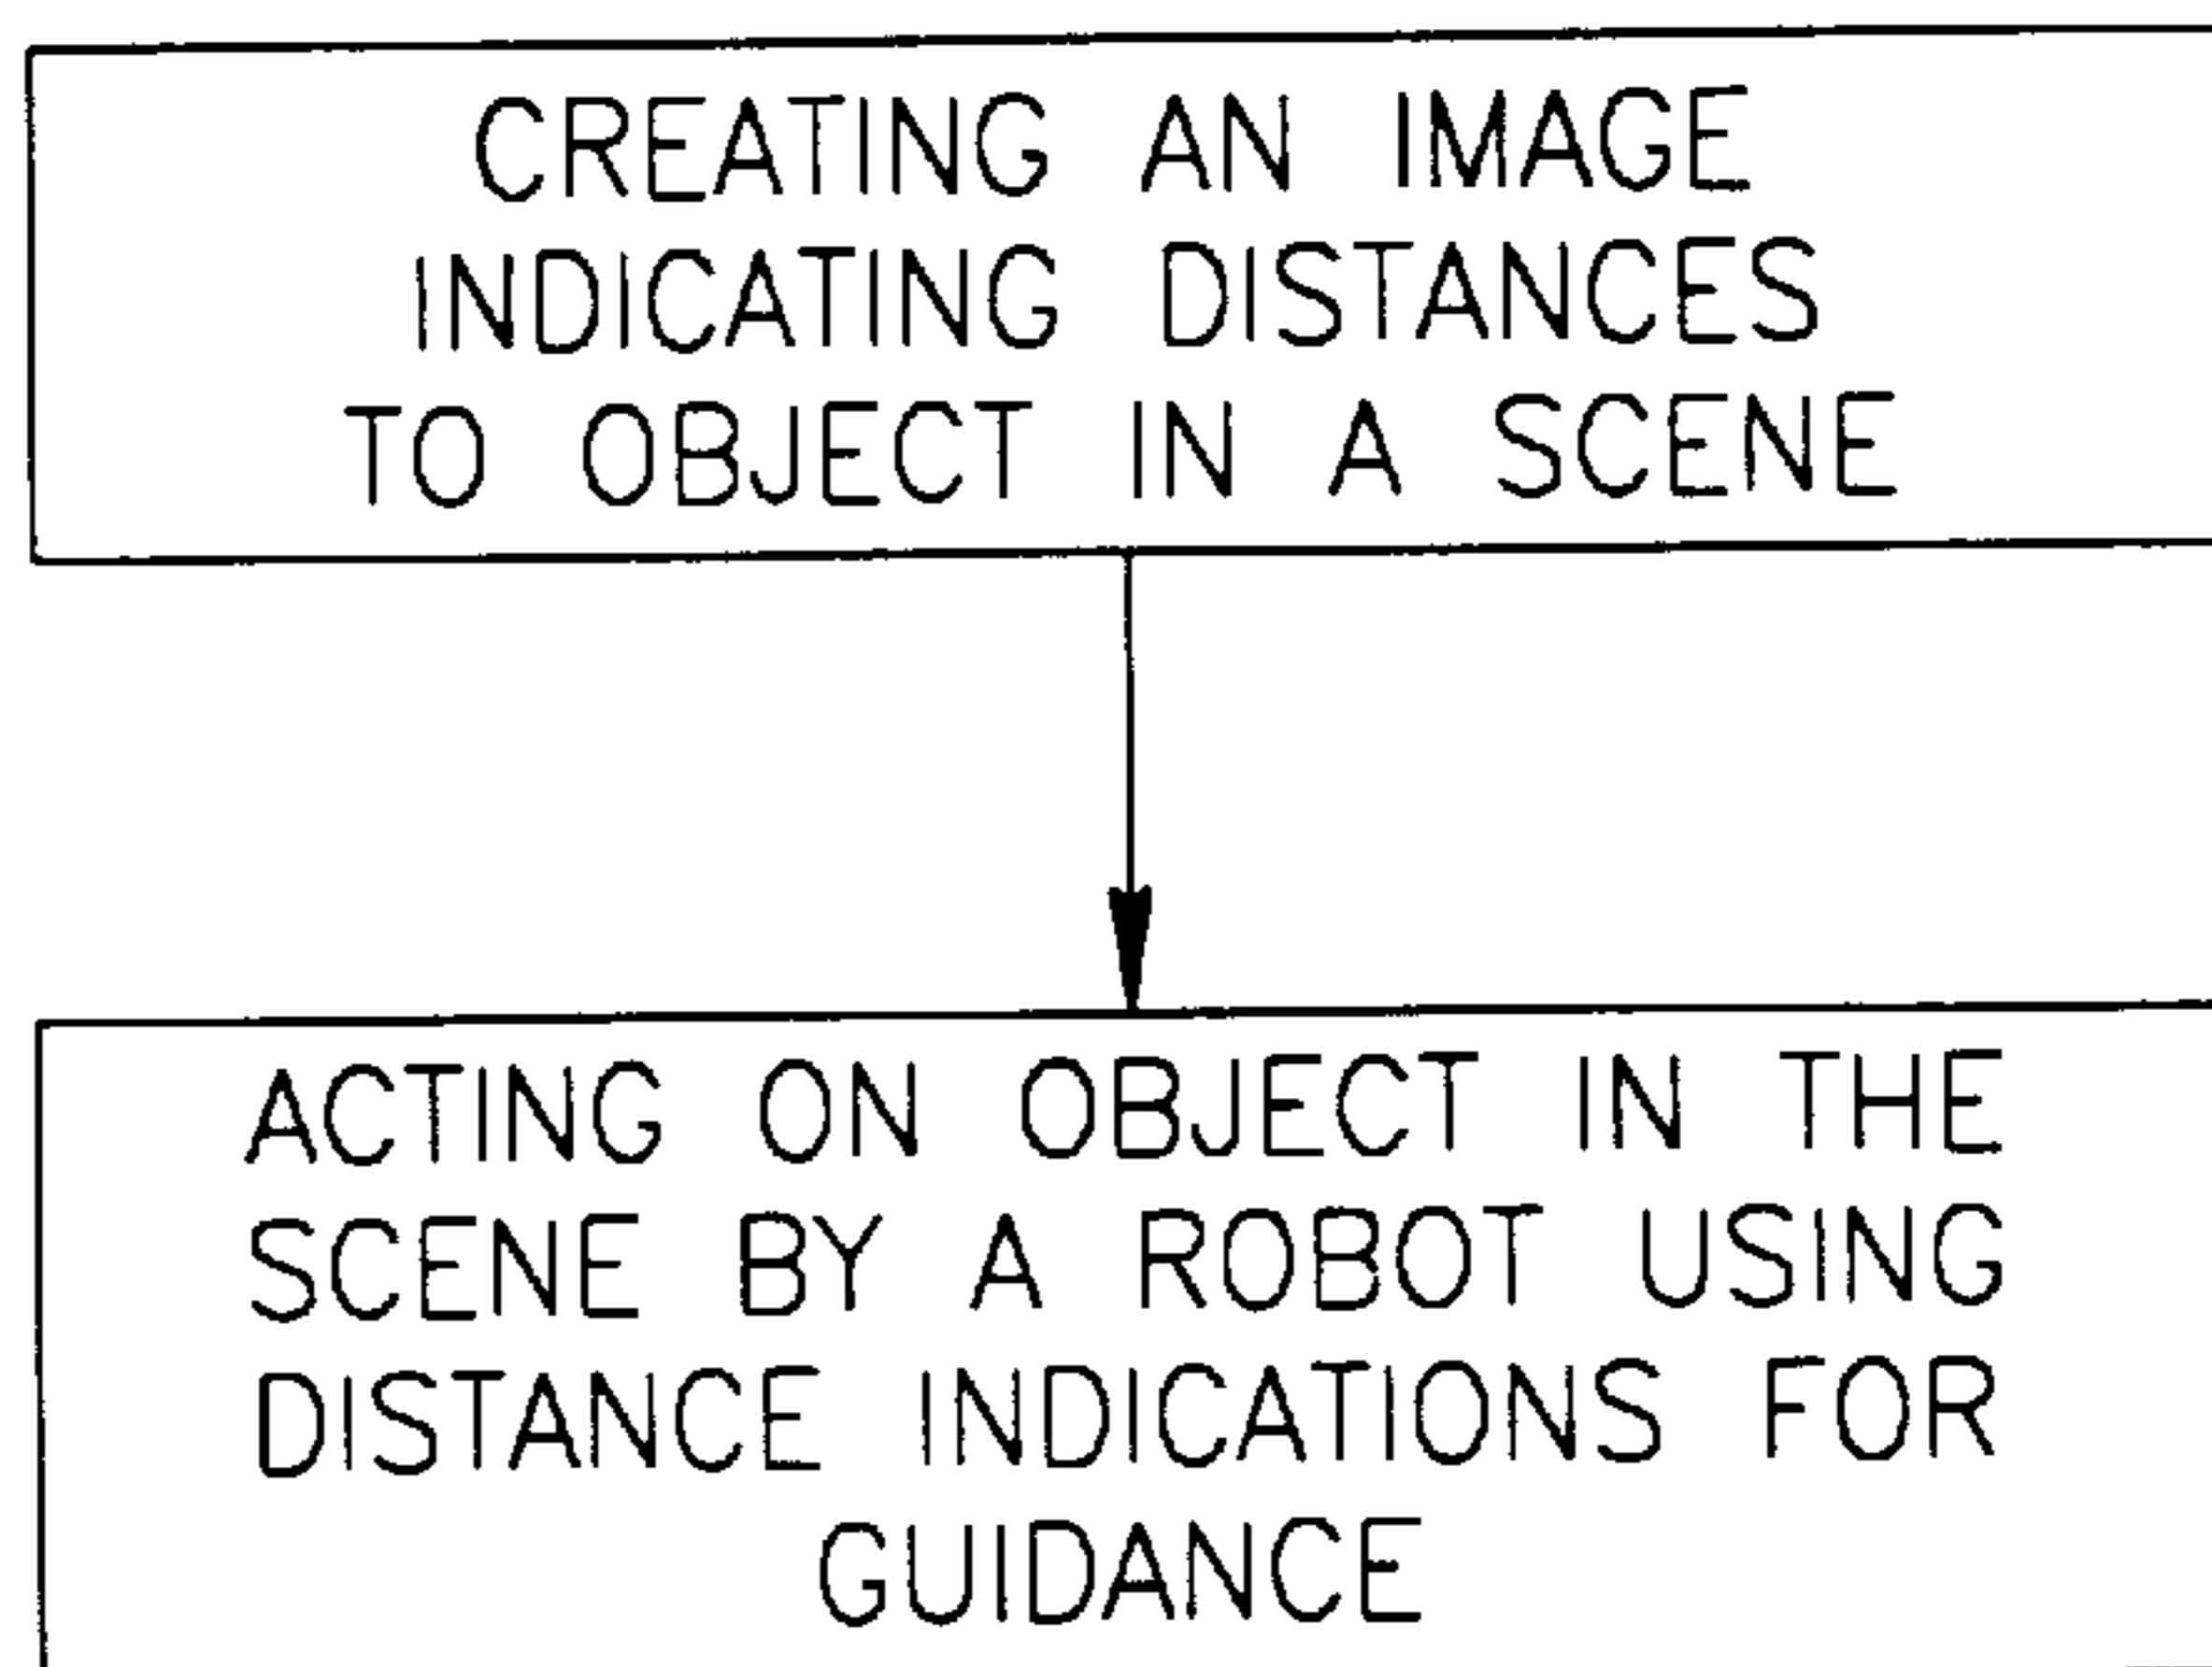 CREATING AN IMAGE
INDICATING DISTANCES
TO OBJECT IN A SCENE
ACTING ON OBJECT IN THE
SCENE BY A ROBOT USING
DISTANCE INDICATIONS FOR
GUIDANCE